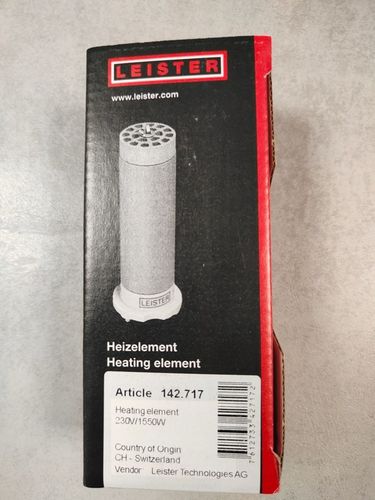 LEISTER
www.leister.com
LEISTER
Heizelement
Heating element
Article 142.717
Heating element
230V/1550W
Country of Origin
CH - Switzerland
Vendor Leister Technologies AG